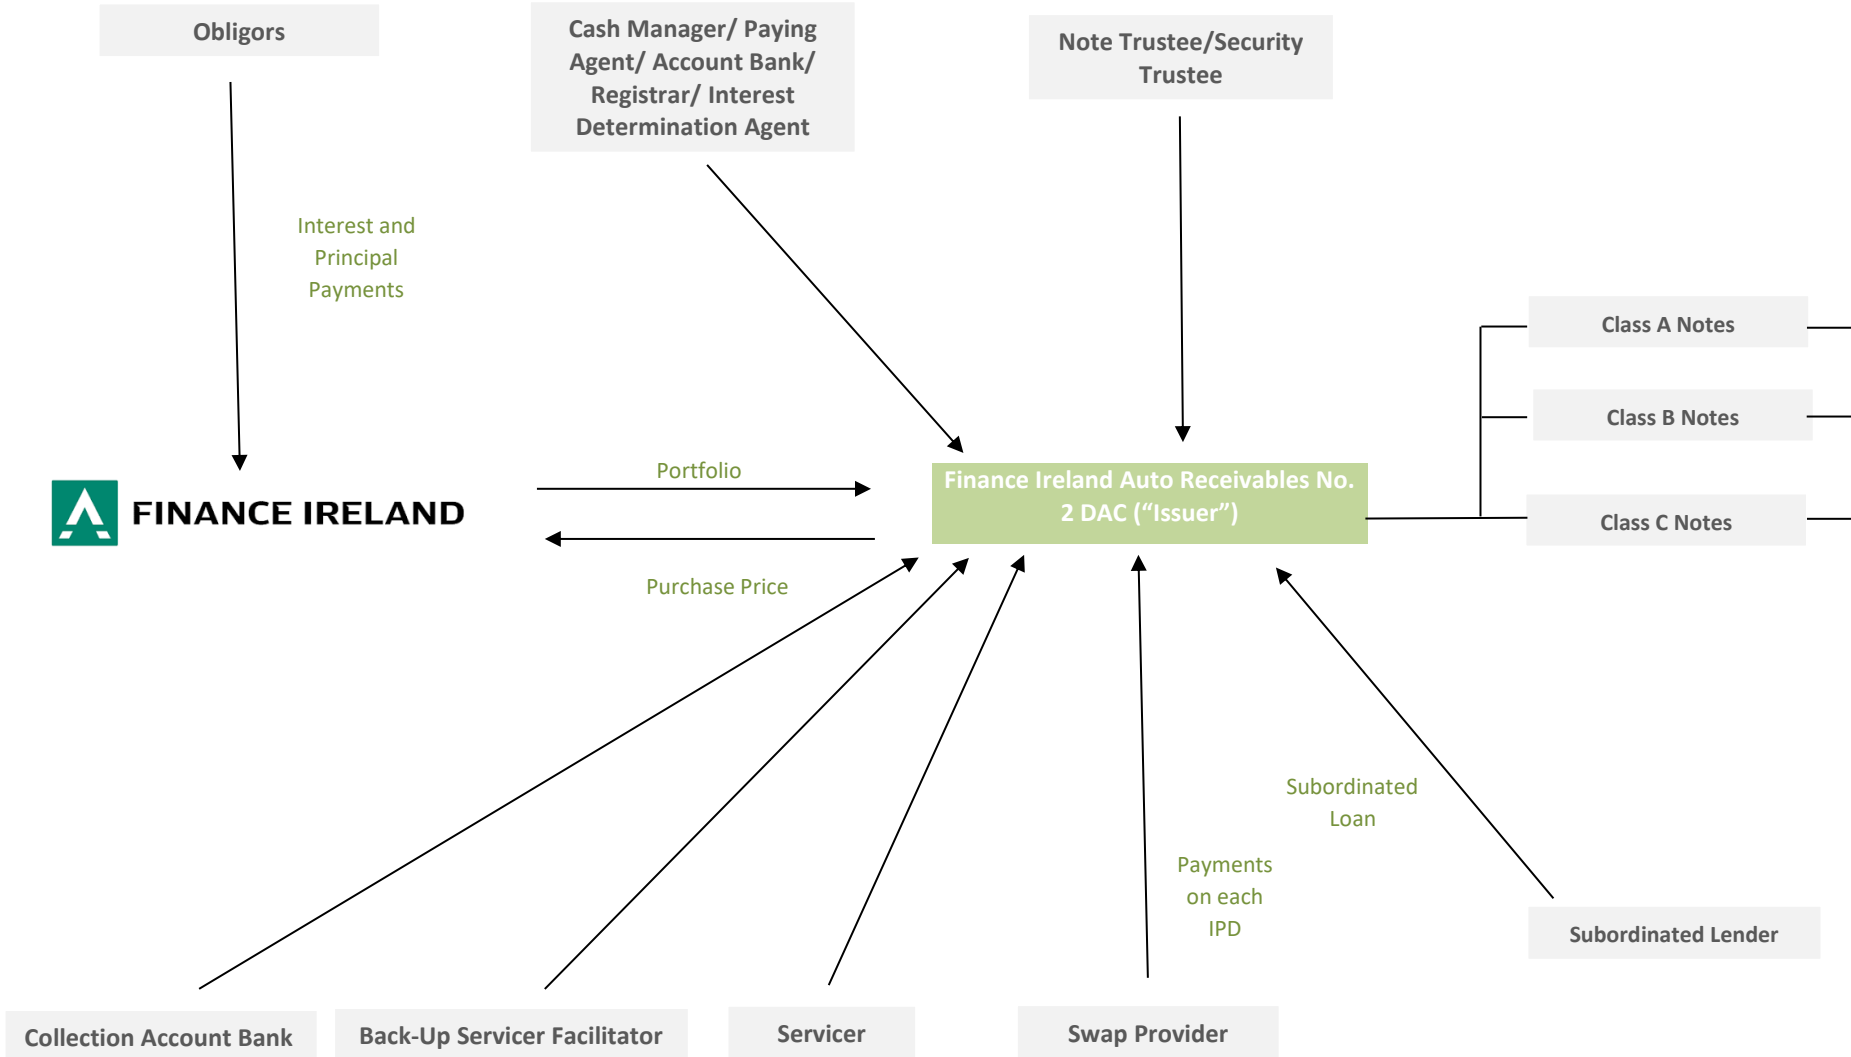 Obligors
Cash Manager/ Paying
Agent/ Account Bank/
Registrar/ Interest
Determination Agent
Note Trustee/Security
Trustee
Interest and
Principal
Payments
Class A Notes
Class B Notes
Portfolio
Finance Ireland Auto Receivables No.
2 DAC (“Issuer”)
FINANCE IRELAND
Class C Notes
Purchase Price
Subordinated
Loan
Payments
on each
IPD
Subordinated Lender
Collection Account Bank
Back-Up Servicer Facilitator
Servicer
Swap Provider